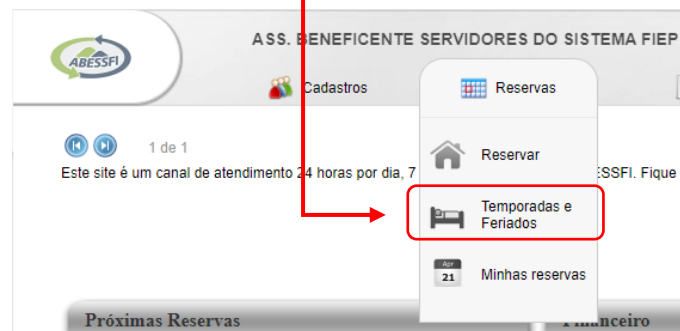 ABESSFI
ASS. BENEFICENTE SERVIDORES DO SISTEMA FIEP
Cadastros
Reservas
1 de 1
Este site é um canal de atendimento 24 horas por dia, 7
ESSFI. Fique
Reservar
Temporadas e
Feriados
Apr
21
Minhas reservas
Próximas Reservas
Financeiro